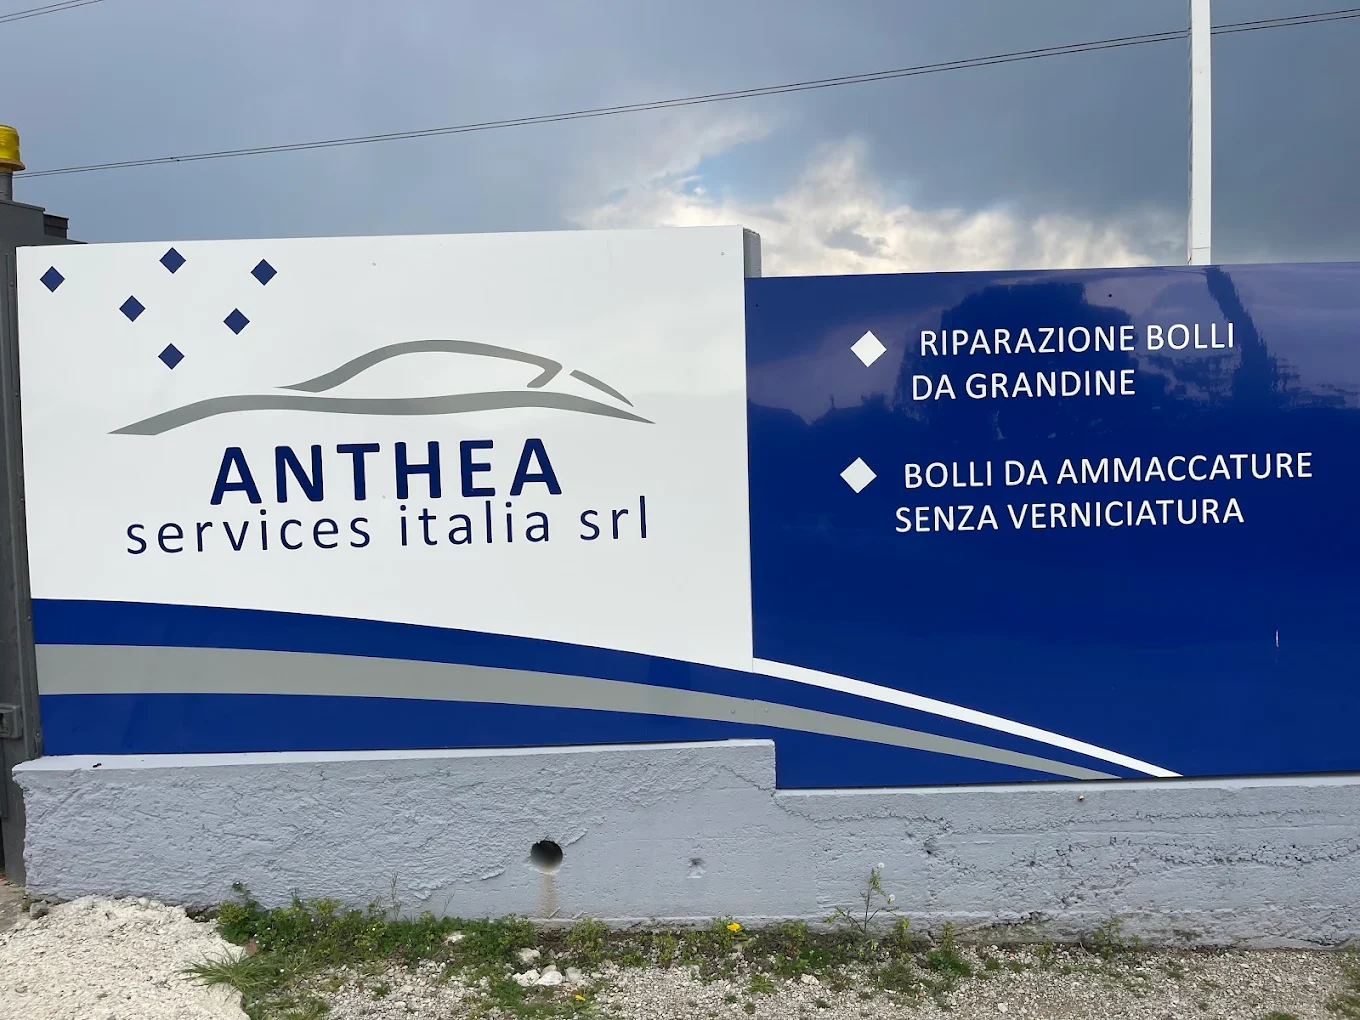 ANTHEA
services italia srl
RIPARAZIONE BOLLI
DA GRANDINE
BOLLI DA AMMACCATURE
SENZA VERNICIATURA